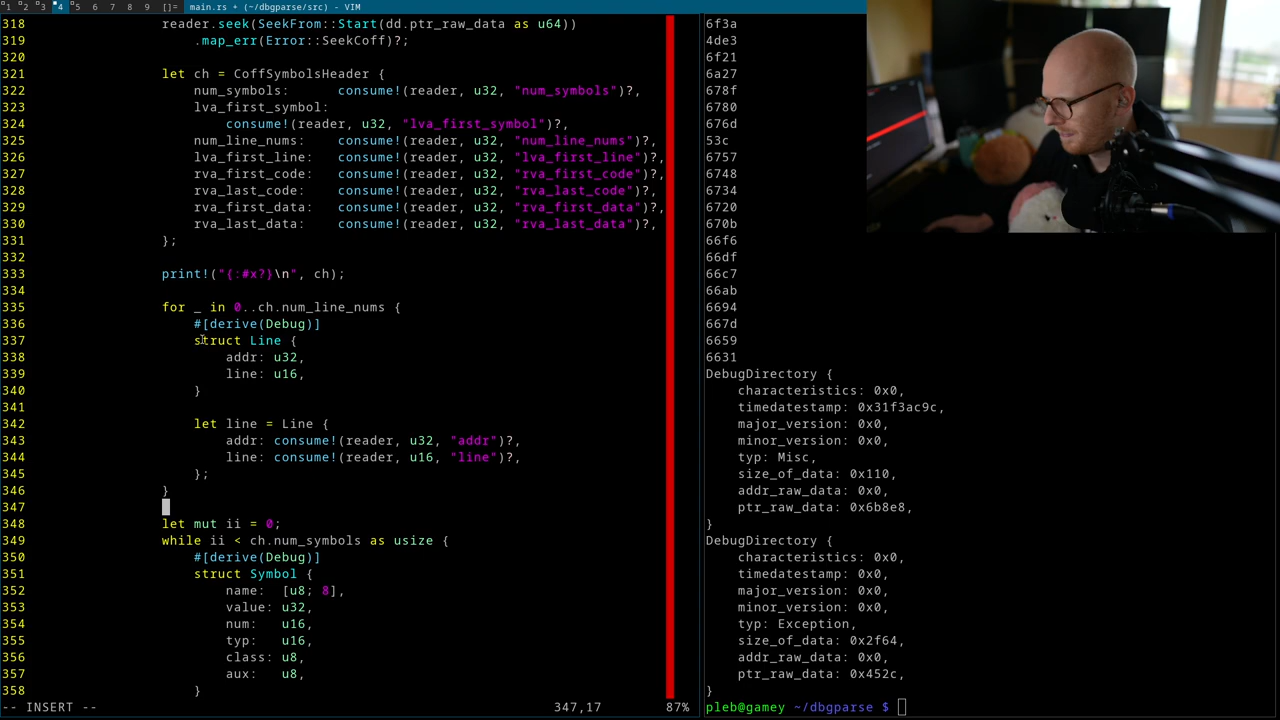 1 2 3 4 5 6 7 8 9 []= main.rs + (~/dbgparse/src) - VIM
318 reader.seek(SeekFrom::Start(dd.ptr_raw_data as u64))
319 .map_err(Error::SeekCoff)?;
320
321 let ch = CoffSymbolsHeader {
322 num_symbols: consume!(reader, u32, "num_symbols")?,
323 lva_first_symbol:
324 consume!(reader, u32, "lva_first_symbol")?,
325 num_line_nums: consume!(reader, u32, "num_line_nums")?,
326 lva_first_line: consume!(reader, u32, "lva_first_line")?,
327 rva_first_code: consume!(reader, u32, "rva_first_code")?,
328 rva_last_code: consume!(reader, u32, "rva_last_code")?,
329 rva_first_data: consume!(reader, u32, "rva_first_data")?,
330 rva_last_data: consume!(reader, u32, "rva_last_data")?,
331 };
332
333 print!("{:#x?}\n", ch);
334
335 for _ in 0..ch.num_line_nums {
336 #[derive(Debug)]
337 struct Line {
338 addr: u32,
339 line: u16,
340 }
341
342 let line = Line {
343 addr: consume!(reader, u32, "addr")?,
344 line: consume!(reader, u16, "line")?,
345 };
346 }
347
348 let mut ii = 0;
349 while ii < ch.num_symbols as usize {
350 #[derive(Debug)]
351 struct Symbol {
352 name: [u8; 8],
353 value: u32,
354 num: u16,
355 typ: u16,
356 class: u8,
357 aux: u8,
358 }
-- INSERT -- 347,17 87%
6f3a
4de3
6f21
6a27
678f
6780
676d
53c
6757
6748
6734
6720
670b
66f6
66df
66c7
66ab
6694
667d
6659
6631
DebugDirectory {
characteristics: 0x0,
timedatestamp: 0x31f3ac9c,
major_version: 0x0,
minor_version: 0x0,
typ: Misc,
size_of_data: 0x110,
addr_raw_data: 0x0,
ptr_raw_data: 0x6b8e8,
}
DebugDirectory {
characteristics: 0x0,
timedatestamp: 0x0,
major_version: 0x0,
minor_version: 0x0,
typ: Exception,
size_of_data: 0x2f64,
addr_raw_data: 0x0,
ptr_raw_data: 0x452c,
}
pleb@gamey ~/dbgparse $